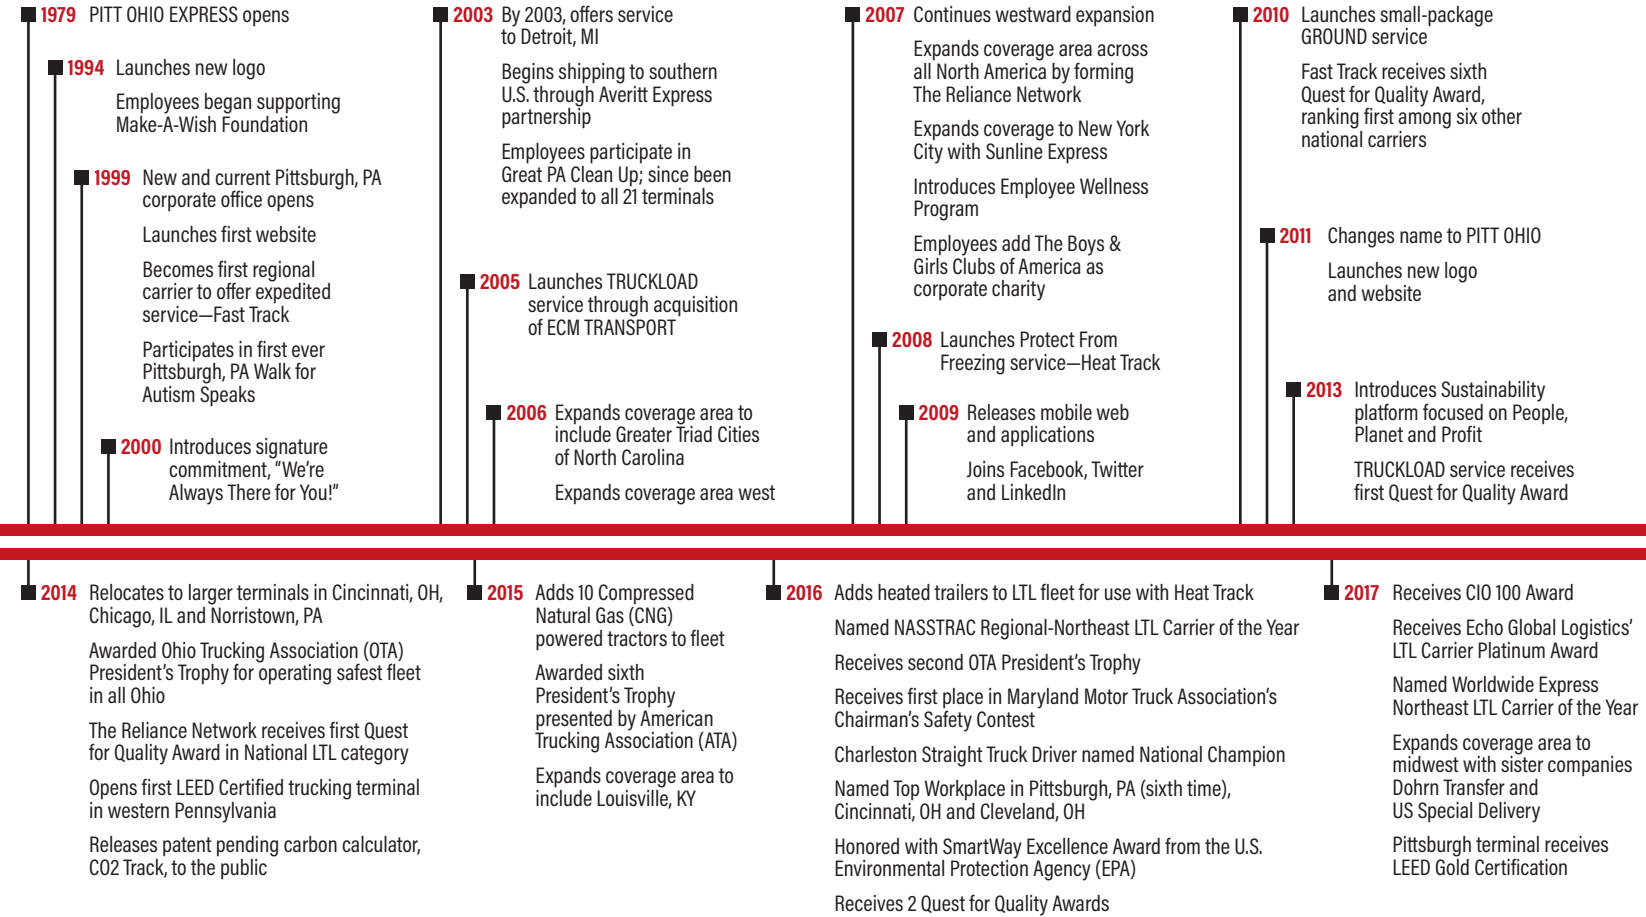 1979 PITT OHIO EXPRESS opens
1994 Launches new logo
Employees began supporting
Make-A-Wish Foundation
1999 New and current Pittsburgh, PA
corporate office opens
Launches first website
Becomes first regional
carrier to offer expedited
service—Fast Track
Participates in first ever
Pittsburgh, PA Walk for
Autism Speaks
2000 Introduces signature
commitment, “We’re
Always There for You!”
2003 By 2003, offers service
to Detroit, MI
Begins shipping to southern
U.S. through Averitt Express
partnership
Employees participate in
Great PA Clean Up; since been
expanded to all 21 terminals
2005 Launches TRUCKLOAD
service through acquisition
of ECM TRANSPORT
2006 Expands coverage area to
include Greater Triad Cities
of North Carolina
Expands coverage area west
2007 Continues westward expansion
Expands coverage area across
all North America by forming
The Reliance Network
Expands coverage to New York
City with Sunline Express
Introduces Employee Wellness
Program
Employees add The Boys &
Girls Clubs of America as
corporate charity
2008 Launches Protect From
Freezing service—Heat Track
2009 Releases mobile web
and applications
Joins Facebook, Twitter
and LinkedIn
2010 Launches small-package
GROUND service
Fast Track receives sixth
Quest for Quality Award,
ranking first among six other
national carriers
2011 Changes name to PITT OHIO
Launches new logo
and website
2013 Introduces Sustainability
platform focused on People,
Planet and Profit
TRUCKLOAD service receives
first Quest for Quality Award
2014 Relocates to larger terminals in Cincinnati, OH,
Chicago, IL and Norristown, PA
Awarded Ohio Trucking Association (OTA)
President’s Trophy for operating safest fleet
in all Ohio
The Reliance Network receives first Quest
for Quality Award in National LTL category
Opens first LEED Certified trucking terminal
in western Pennsylvania
Releases patent pending carbon calculator,
CO2 Track, to the public
2015 Adds 10 Compressed
Natural Gas (CNG)
powered tractors to fleet
Awarded sixth
President’s Trophy
presented by American
Trucking Association (ATA)
Expands coverage area to
include Louisville, KY
2016 Adds heated trailers to LTL fleet for use with Heat Track
Named NASSTRAC Regional-Northeast LTL Carrier of the Year
Receives second OTA President’s Trophy
Receives first place in Maryland Motor Truck Association’s
Chairman’s Safety Contest
Charleston Straight Truck Driver named National Champion
Named Top Workplace in Pittsburgh, PA (sixth time),
Cincinnati, OH and Cleveland, OH
Honored with SmartWay Excellence Award from the U.S.
Environmental Protection Agency (EPA)
Receives 2 Quest for Quality Awards
2017 Receives CIO 100 Award
Receives Echo Global Logistics’
LTL Carrier Platinum Award
Named Worldwide Express
Northeast LTL Carrier of the Year
Expands coverage area to
midwest with sister companies
Dohrn Transfer and
US Special Delivery
Pittsburgh terminal receives
LEED Gold Certification